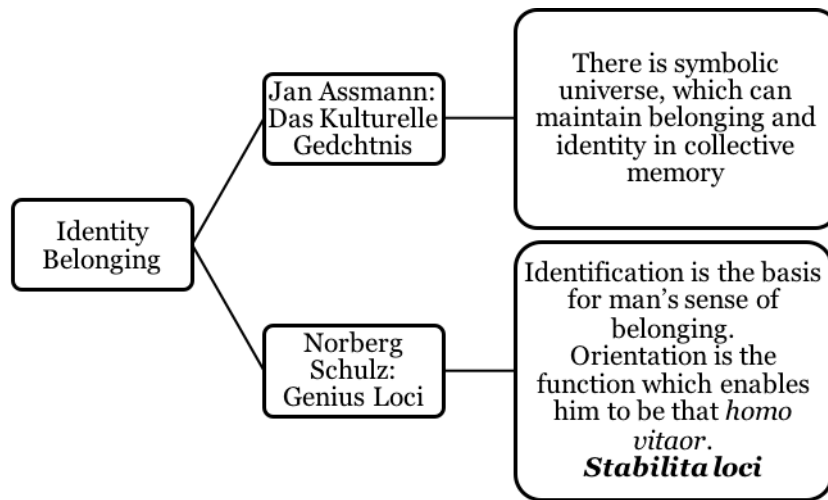 Identity
Belonging
Jan Assmann:
Das Kulturelle
Gedchtnis
There is symbolic
universe, which can
maintain belonging and
identity in collective
memory
Norberg
Schulz:
Genius Loci
Identification is the basis
for man’s sense of
belonging.
Orientation is the
function which enables
him to be that homo
vitaor.
Stabilita loci